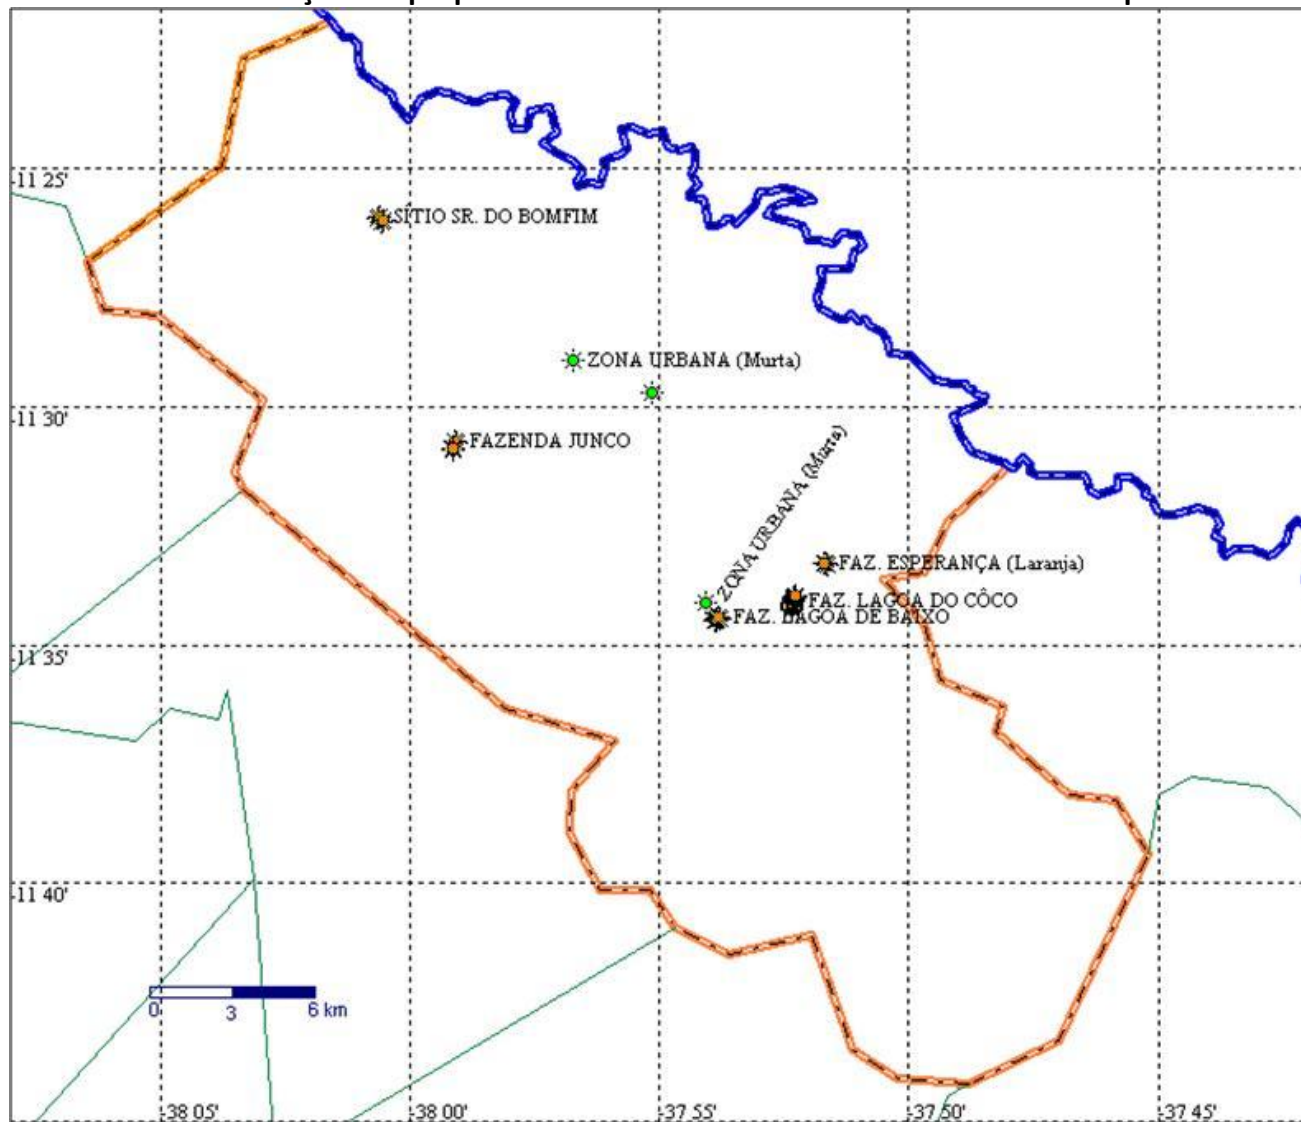 -11 25'
SÍTIO SR. DO BOMFIM
ZONA URBANA (Murta)
-11 30'
FAZENDA JUNCO
ZONA URBANA (Murta)
FAZ. ESPERANÇA (Laranja)
FAZ. LAGOA DO CÔCO
FAZ. LAGOA DE BAIXO
-11 35'
-11 40'
0 3 6 km
-38 05' -38 00' -37 55' -37 50' -37 45'